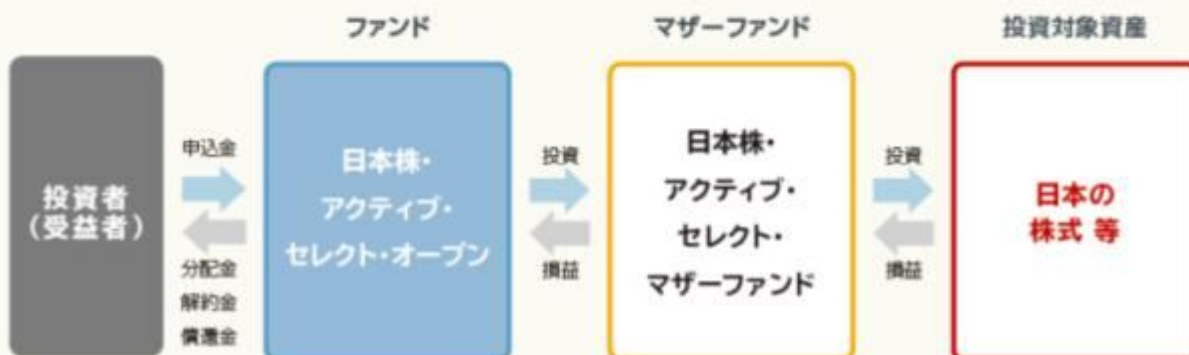 ファンド
マザーファンド
投資対象資産
投資者
(受益者)
申込金
分配金
解約金
償還金
日本株・
アクティブ・
セレクト・オープン
投資
損益
日本株・
アクティブ・
セレクト・
マザーファンド
投資
損益
日本の
株式 等